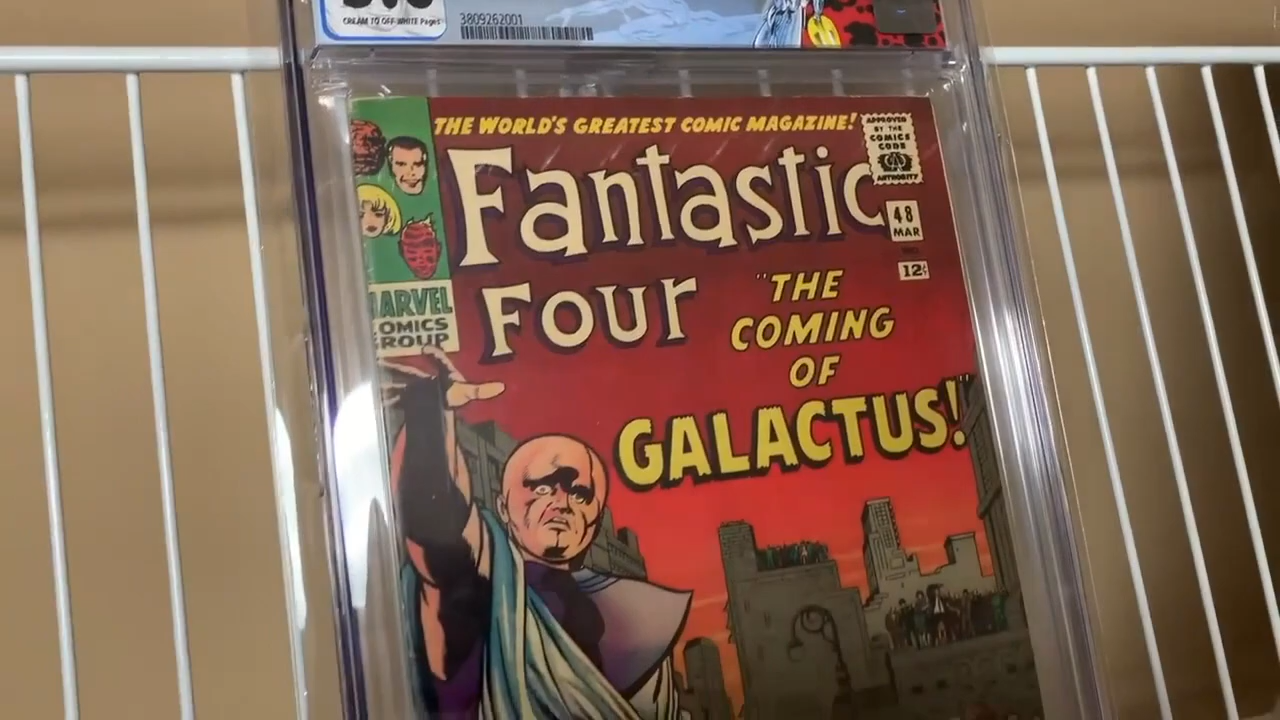 CREAM TO OFF-WHITE Pages
3809262001
THE WORLD'S GREATEST COMIC MAGAZINE!
APPROVED
BY THE
COMICS
CODE
AUTHORITY
Fantastic
Four
48
MAR
12¢
"THE
COMING
OF
GALACTUS!"
MARVEL
COMICS
GROUP